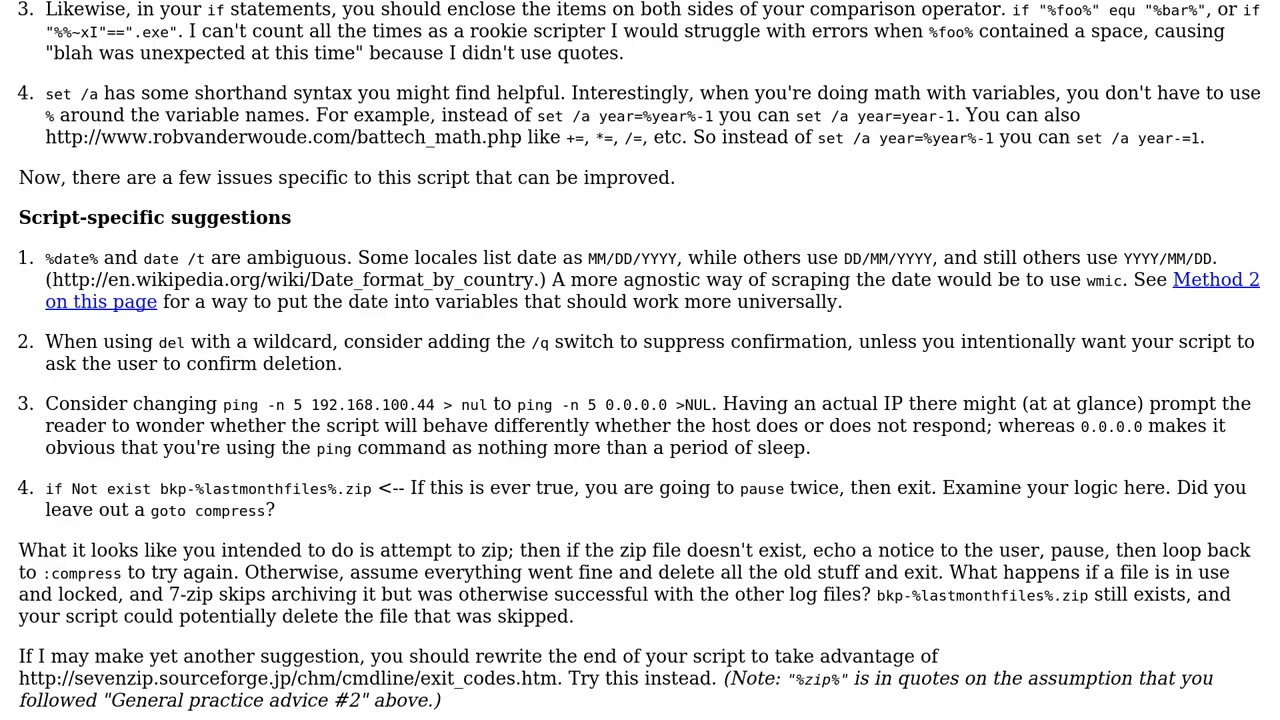 3. Likewise, in your if statements, you should enclose the items on both sides of your comparison operator. if "%foo%" equ "%bar%", or if
"%%~xI"==".exe". I can't count all the times as a rookie scripter I would struggle with errors when %foo% contained a space, causing
"blah was unexpected at this time" because I didn't use quotes.
4. set /a has some shorthand syntax you might find helpful. Interestingly, when you're doing math with variables, you don't have to use
% around the variable names. For example, instead of set /a year=%year%-1 you can set /a year=year-1. You can also
http://www.robvanderwoude.com/battech_math.php like +=, *=, /=, etc. So instead of set /a year=%year%-1 you can set /a year-=1.
Now, there are a few issues specific to this script that can be improved.
Script-specific suggestions
1. %date% and date /t are ambiguous. Some locales list date as MM/DD/YYYY, while others use DD/MM/YYYY, and still others use YYYY/MM/DD.
(http://en.wikipedia.org/wiki/Date_format_by_country.) A more agnostic way of scraping the date would be to use wmic. See Method 2
on this page for a way to put the date into variables that should work more universally.
2. When using del with a wildcard, consider adding the /q switch to suppress confirmation, unless you intentionally want your script to
ask the user to confirm deletion.
3. Consider changing ping -n 5 192.168.100.44 > nul to ping -n 5 0.0.0.0 >NUL. Having an actual IP there might (at at glance) prompt the
reader to wonder whether the script will behave differently whether the host does or does not respond; whereas 0.0.0.0 makes it
obvious that you're using the ping command as nothing more than a period of sleep.
4. if Not exist bkp-%lastmonthfiles%.zip <-- If this is ever true, you are going to pause twice, then exit. Examine your logic here. Did you
leave out a goto compress?
What it looks like you intended to do is attempt to zip; then if the zip file doesn't exist, echo a notice to the user, pause, then loop back
to :compress to try again. Otherwise, assume everything went fine and delete all the old stuff and exit. What happens if a file is in use
and locked, and 7-zip skips archiving it but was otherwise successful with the other log files? bkp-%lastmonthfiles%.zip still exists, and
your script could potentially delete the file that was skipped.
If I may make yet another suggestion, you should rewrite the end of your script to take advantage of
http://sevenzip.sourceforge.jp/chm/cmdline/exit_codes.htm. Try this instead. (Note: "%zip%" is in quotes on the assumption that you
followed "General practice advice #2" above.)